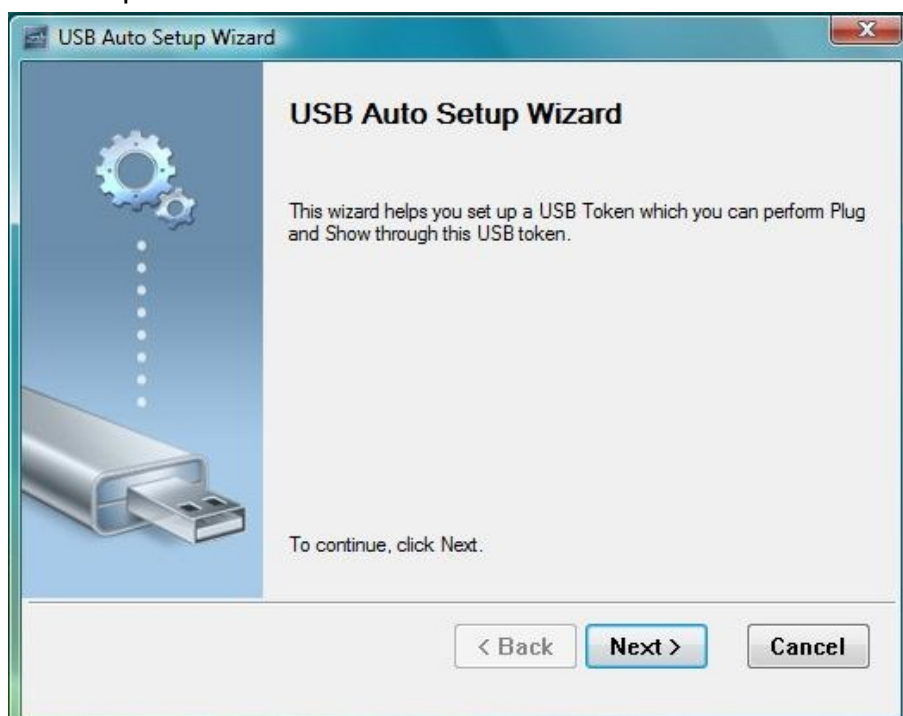 USB Auto Setup Wizard
X
USB Auto Setup Wizard
This wizard helps you set up a USB Token which you can perform Plug
and Show through this USB token.
To continue, click Next.
< Back
Next >
Cancel